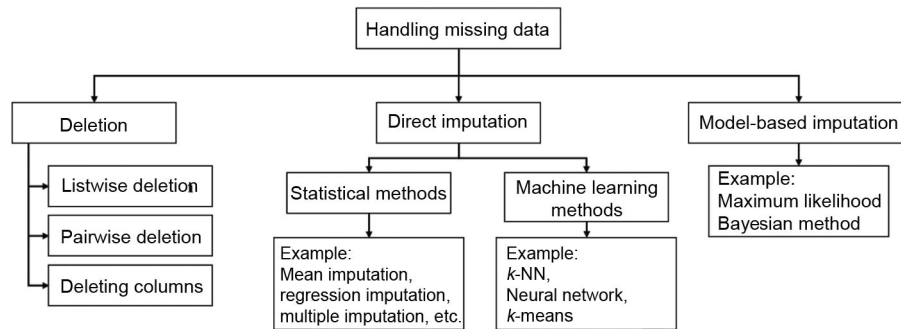 Handling missing data
Deletion
Direct imputation
Model-based imputation
Listwise deletion
Pairwise deletion
Deleting columns
Statistical methods
Machine learning
methods
Example:
Mean imputation,
regression imputation,
multiple imputation, etc.
Example:
k-NN,
Neural network,
k-means
Example:
Maximum likelihood
Bayesian method